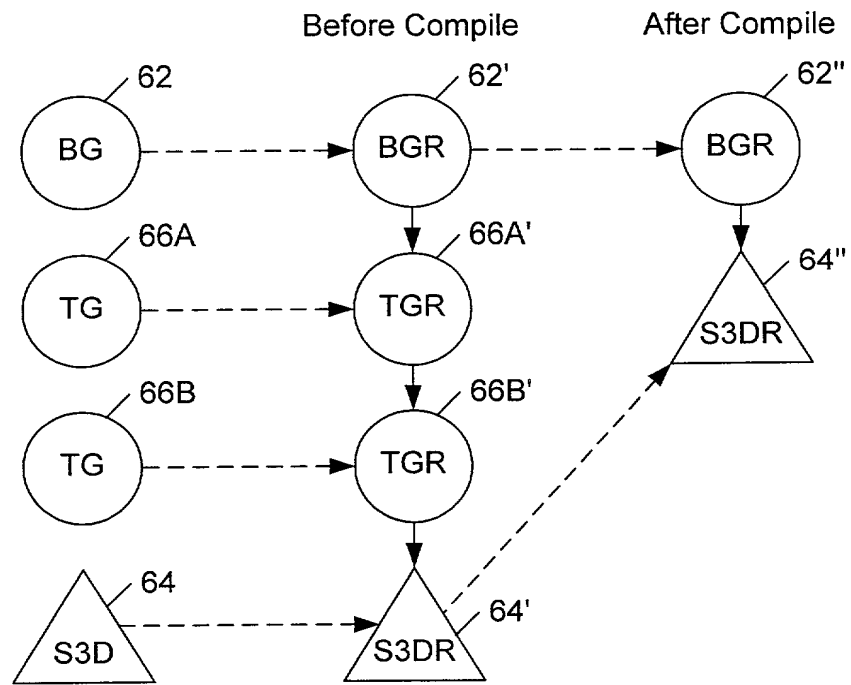 Before Compile After Compile
62 62' 62"
BG BGR BGR
66A 66A' 64"
TG TGR S3DR
66B 66B'
TG TGR
64 64'
S3D S3DR